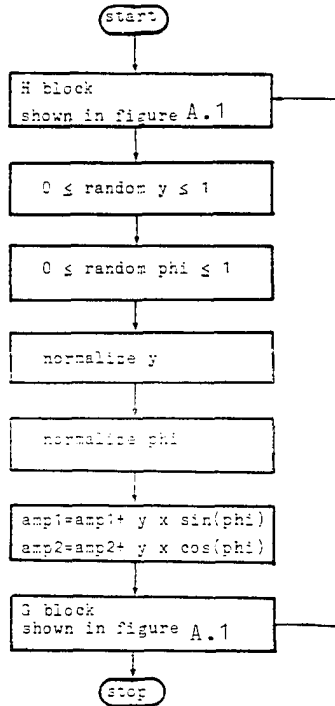 start
H block
shown in figure A.1
0 ≤ random y ≤ 1
0 ≤ random phi ≤ 1
normalize y
normalize phi
amp1=amp1+ y x sin(phi)
amp2=amp2+ y x cos(phi)
G block
shown in figure A.1
stop